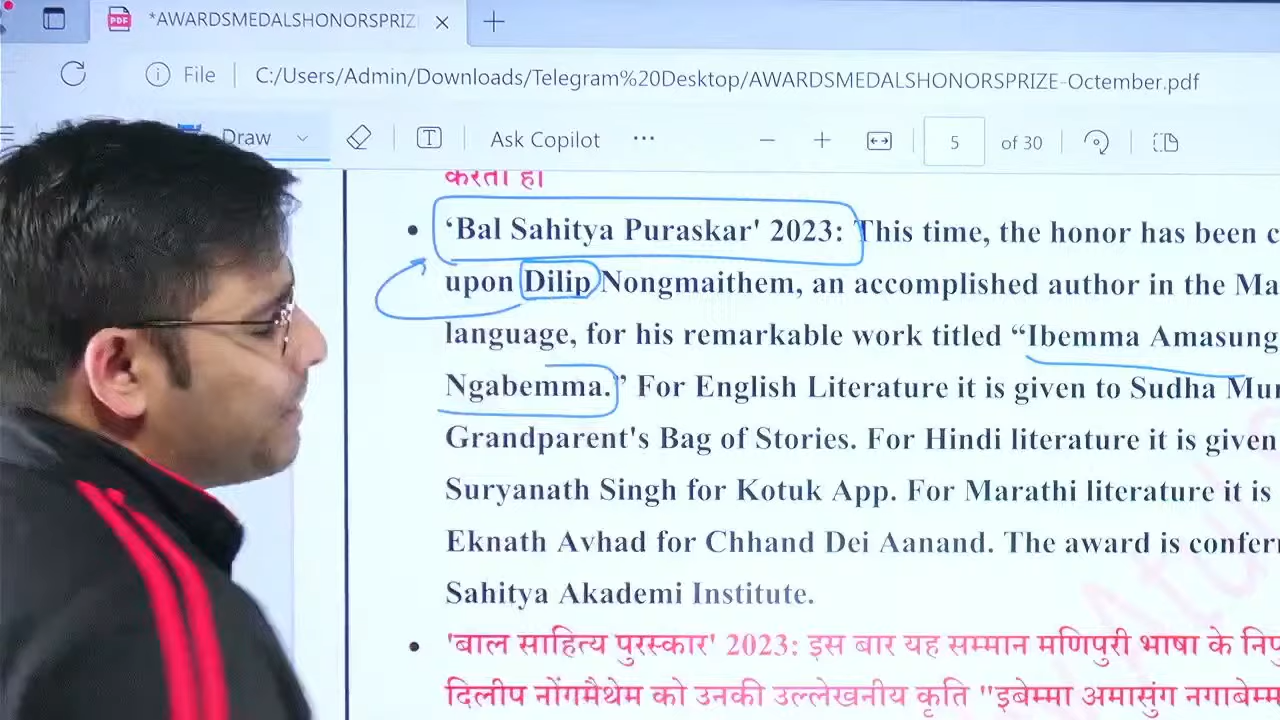 *AWARDSMEDALSHONORSPRIZ
File C:/Users/Admin/Downloads/Telegram%20Desktop/AWARDSMEDALSHONORSPRIZE-Octember.pdf
Draw Ask Copilot ... 5 of 30
करता है।
‘Bal Sahitya Puraskar' 2023: This time, the honor has been c
upon Dilip Nongmaithem, an accomplished author in the Ma
language, for his remarkable work titled “Ibemma Amasung
Ngabemma.” For English Literature it is given to Sudha Mu
Grandparent's Bag of Stories. For Hindi literature it is given
Suryanath Singh for Kotuk App. For Marathi literature it is
Eknath Avhad for Chhand Dei Aanand. The award is confer
Sahitya Akademi Institute.
'बाल साहित्य पुरस्कार' 2023: इस बार यह सम्मान मणिपुरी भाषा के निपु
दिलीप नोंगमैथेम को उनकी उल्लेखनीय कृति "इबेम्मा अमासुंग नगाबेम्मा